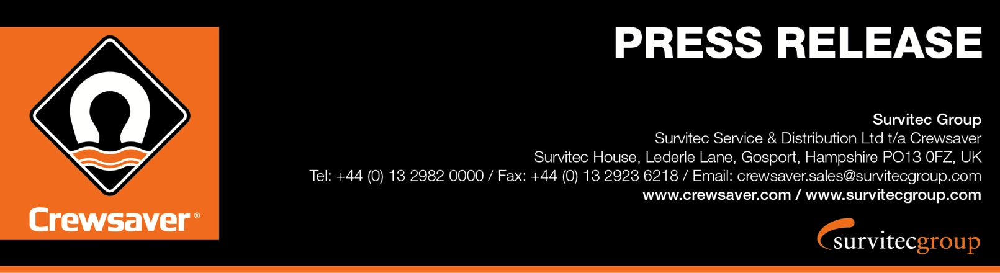 PRESS RELEASE
Survitec Group
Survitec Service & Distribution Ltd t/a Crewsaver
Survitec House, Lederle Lane, Gosport, Hampshire PO13 0FZ, UK
Tel: +44 (0) 13 2982 0000 / Fax: +44 (0) 13 2923 6218 / Email: crewsaver.sales@survitecgroup.com
www.crewsaver.com / www.survitecgroup.com
Crewsaver®
survitecgroup